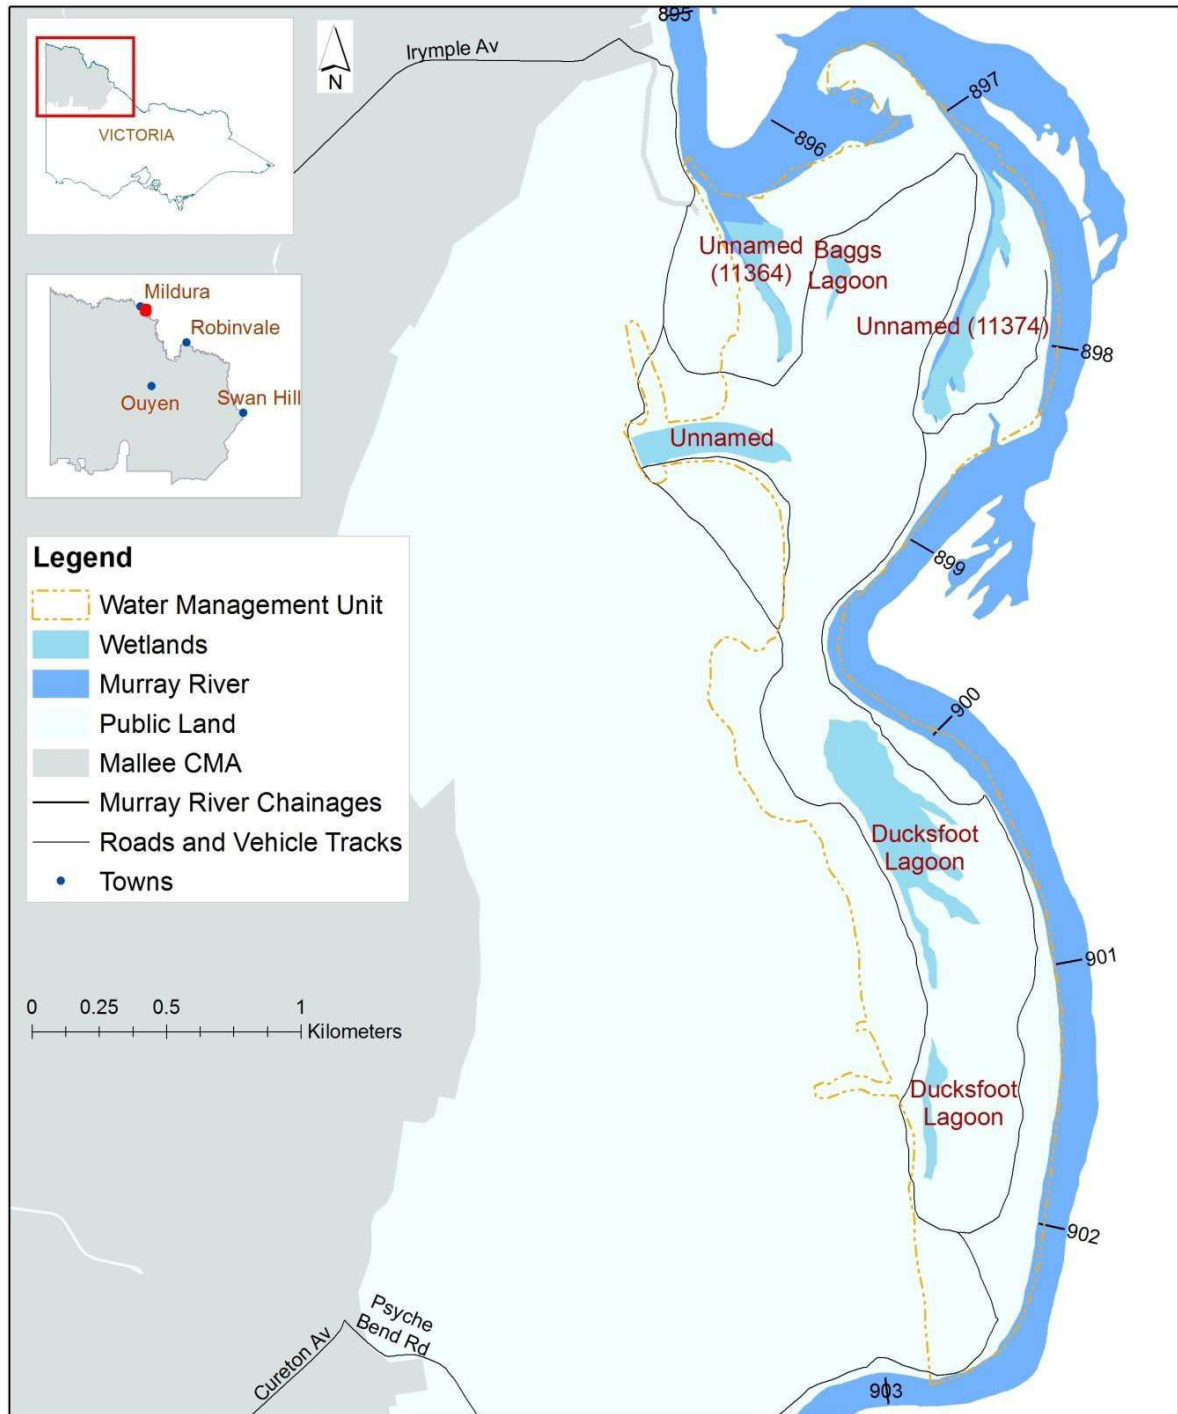 VICTORIA
N
Mildura
Robinvale
Ouyen
Swan Hill
Legend
Water Management Unit
Wetlands
Murray River
Public Land
Mallee CMA
Murray River Chainages
Roads and Vehicle Tracks
Towns
0 0.25 0.5 1
Kilometers
Irymple Av
895
896
897
Unnamed
(11364)
Baggs
Lagoon
Unnamed (11374)
898
Unnamed
899
900
Ducksfoot
Lagoon
901
Ducksfoot
Lagoon
902
903
Psyche
Bend Rd
Cureton Av